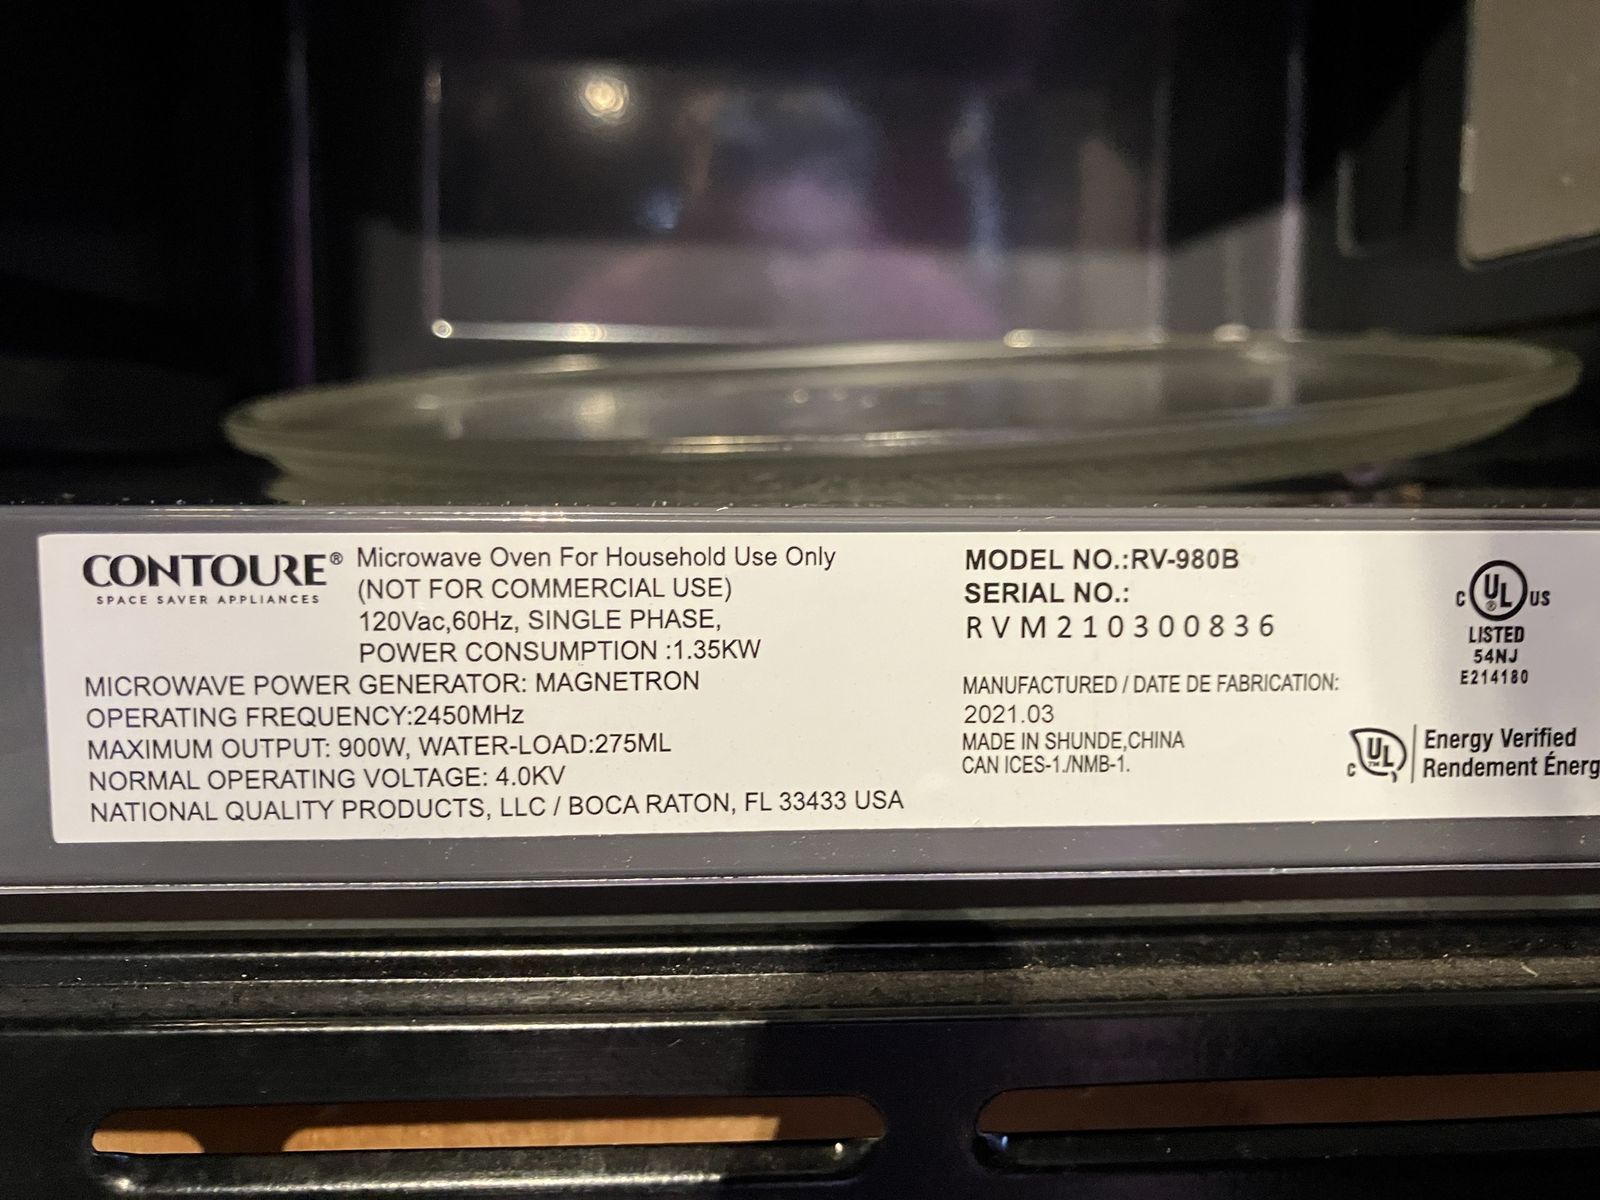 CONTOURE®
SPACE SAVER APPLIANCES
Microwave Oven For Household Use Only
(NOT FOR COMMERCIAL USE)
120Vac,60Hz, SINGLE PHASE,
POWER CONSUMPTION :1.35KW
MICROWAVE POWER GENERATOR: MAGNETRON
OPERATING FREQUENCY:2450MHz
MAXIMUM OUTPUT: 900W, WATER-LOAD:275ML
NORMAL OPERATING VOLTAGE: 4.0KV
NATIONAL QUALITY PRODUCTS, LLC / BOCA RATON, FL 33433 USA
MODEL NO.:RV-980B
SERIAL NO.:
RVM210300836
MANUFACTURED / DATE DE FABRICATION:
2021.03
MADE IN SHUNDE,CHINA
CAN ICES-1./NMB-1.
C UL® US
LISTED
54NJ
E214180
C UL™
Energy Verified
Rendement Énerg